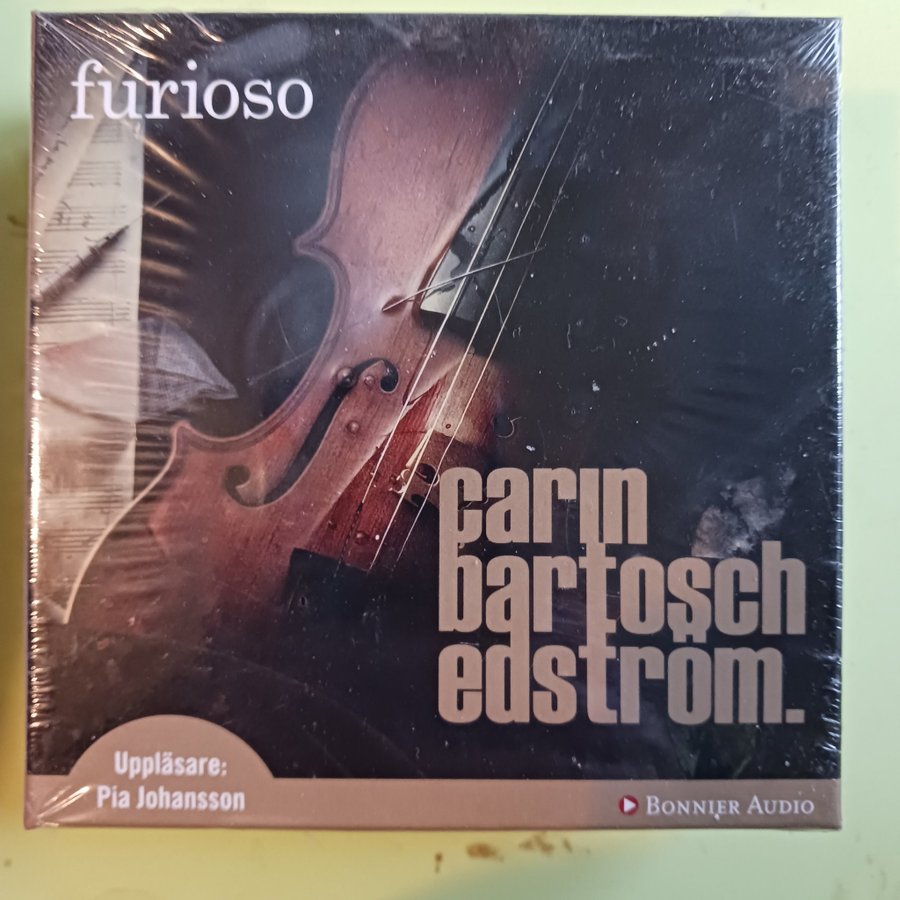 furioso
carin
bartosch
edström.
Uppläsare:
Pia Johansson
BONNIER AUDIO